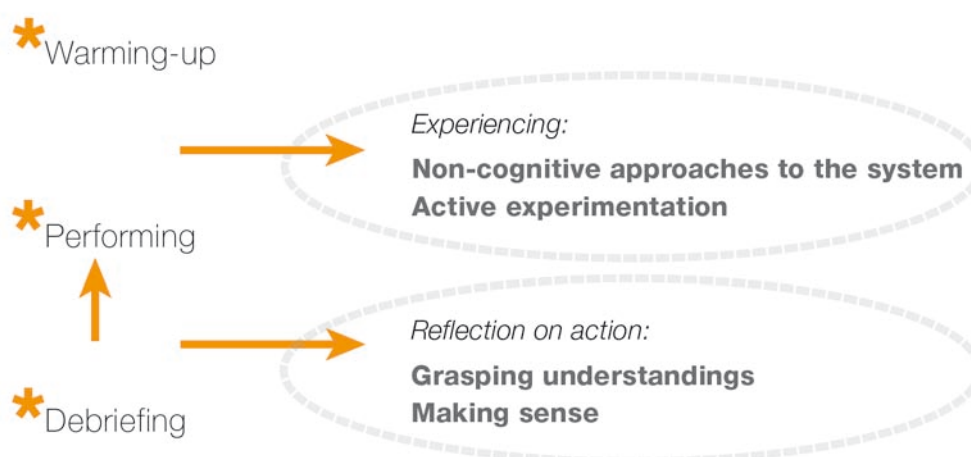 *Warming-up
Experiencing:
Non-cognitive approaches to the system
Active experimentation
*Performing
Reflection on action:
Grasping understandings
Making sense
*Debriefing